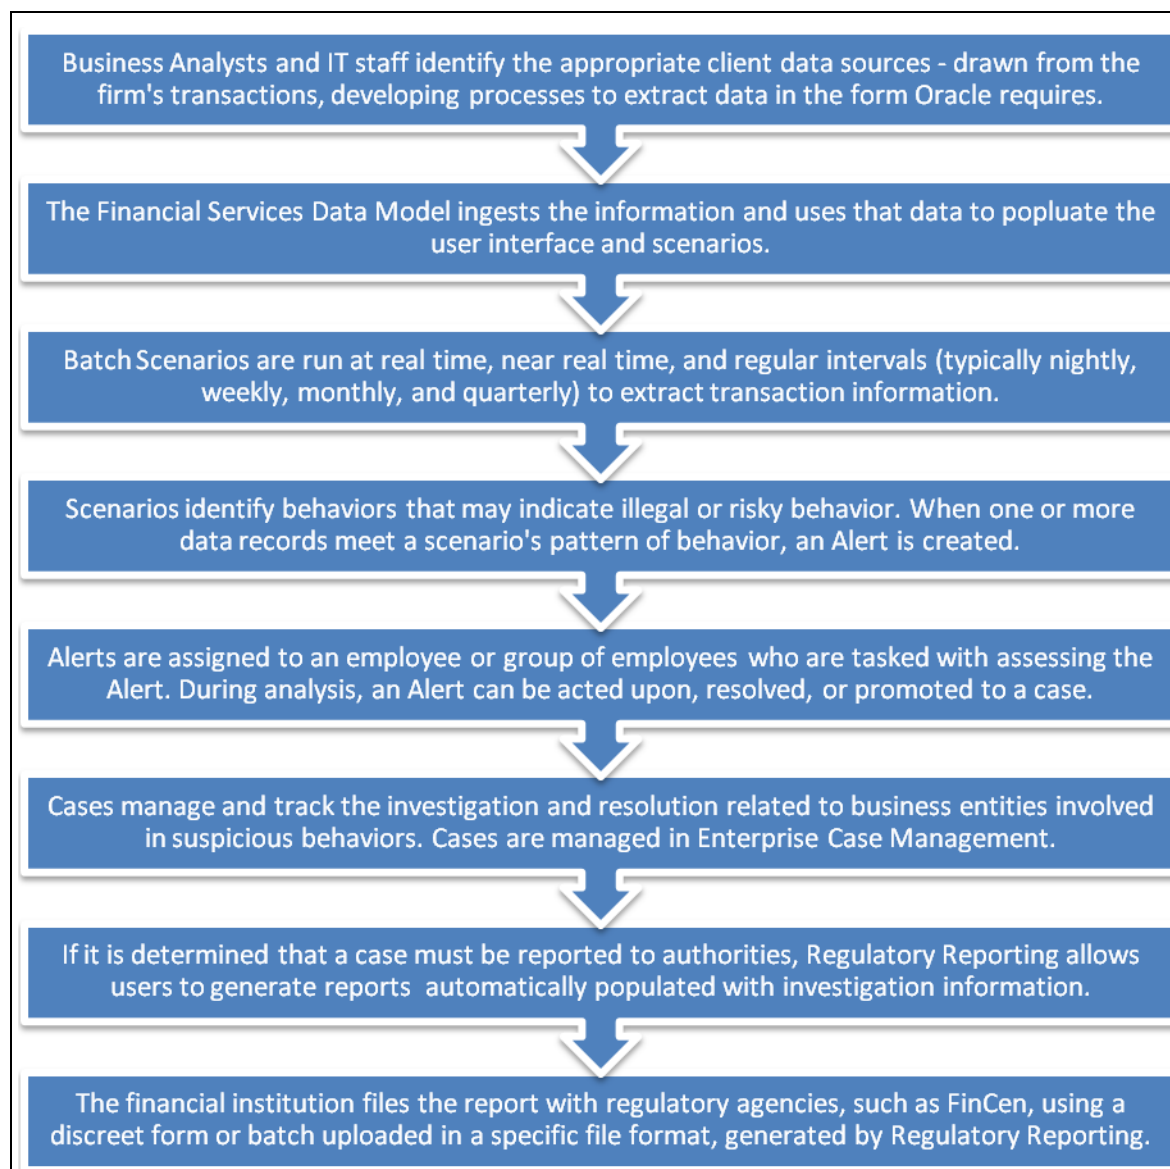 Business Analysts and IT staff identify the appropriate client data sources - drawn from the
firm's transactions, developing processes to extract data in the form Oracle requires.
The Financial Services Data Model ingests the information and uses that data to popluate the
user interface and scenarios.
Batch Scenarios are run at real time, near real time, and regular intervals (typically nightly,
weekly, monthly, and quarterly) to extract transaction information.
Scenarios identify behaviors that may indicate illegal or risky behavior. When one or more
data records meet a scenario's pattern of behavior, an Alert is created.
Alerts are assigned to an employee or group of employees who are tasked with assessing the
Alert. During analysis, an Alert can be acted upon, resolved, or promoted to a case.
Cases manage and track the investigation and resolution related to business entities involved
in suspicious behaviors. Cases are managed in Enterprise Case Management.
If it is determined that a case must be reported to authorities, Regulatory Reporting allows
users to generate reports automatically populated with investigation information.
The financial institution files the report with regulatory agencies, such as FinCen, using a
discreet form or batch uploaded in a specific file format, generated by Regulatory Reporting.